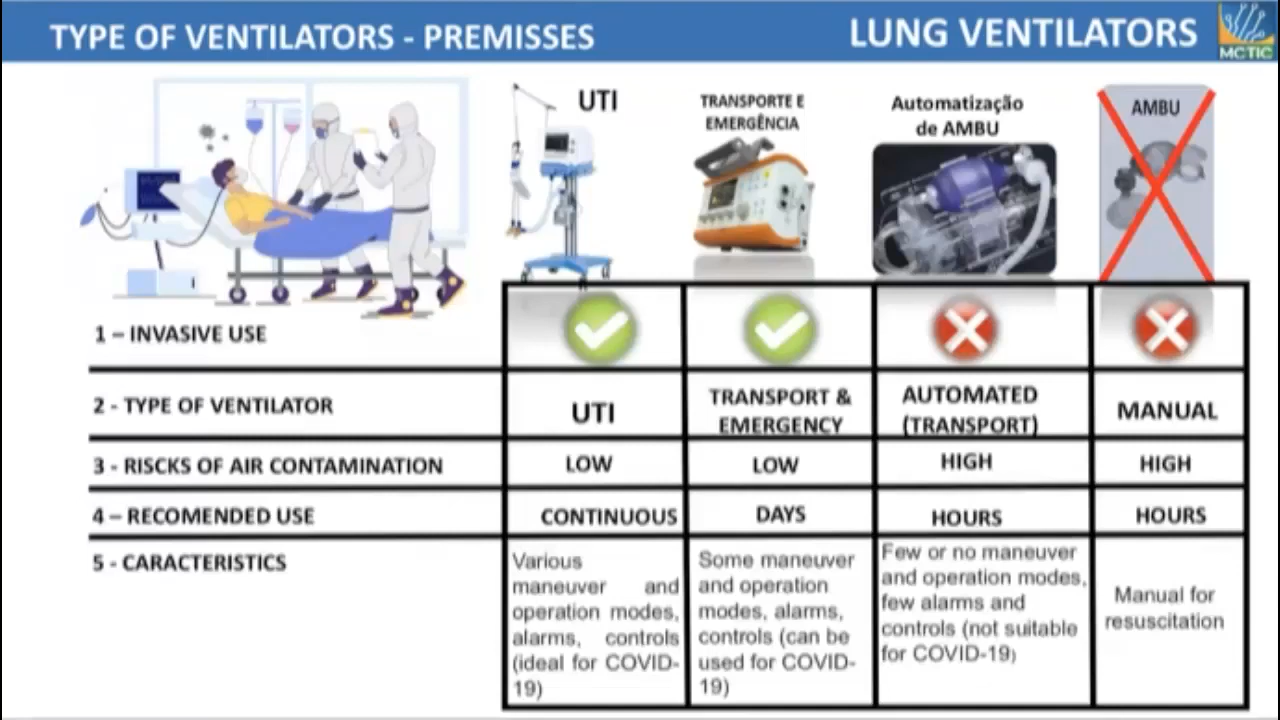 TYPE OF VENTILATORS - PREMISSES
LUNG VENTILATORS
MCTIC
UTI
TRANSPORTE E
EMERGÊNCIA
Automatização
de AMBU
AMBU
1 – INVASIVE USE
2 - TYPE OF VENTILATOR
UTI
TRANSPORT &
EMERGENCY
AUTOMATED
(TRANSPORT)
MANUAL
3 - RISCKS OF AIR CONTAMINATION
LOW
LOW
HIGH
HIGH
4 – RECOMENDED USE
CONTINUOUS
DAYS
HOURS
HOURS
5 - CARACTERISTICS
Various
maneuver and
operation modes,
alarms, controls
(ideal for COVID-
19)
Some maneuver
and operation
modes, alarms,
controls (can be
used for COVID-
19)
Few or no maneuver
and operation modes,
few alarms and
controls (not suitable
for COVID-19)
Manual for
resuscitation